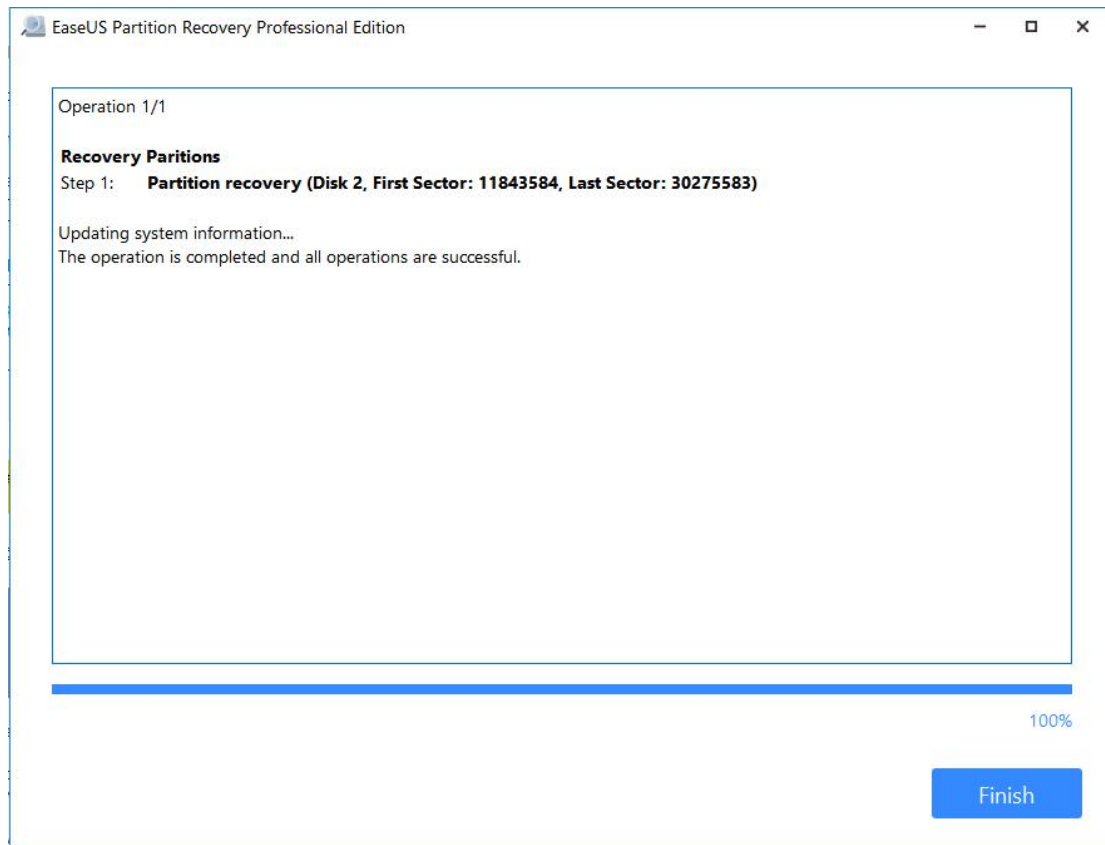 EaseUS Partition Recovery Professional Edition
Operation 1/1
Recovery Paritions
Step 1: Partition recovery (Disk 2, First Sector: 11843584, Last Sector: 30275583)
Updating system information...
The operation is completed and all operations are successful.
100%
Finish